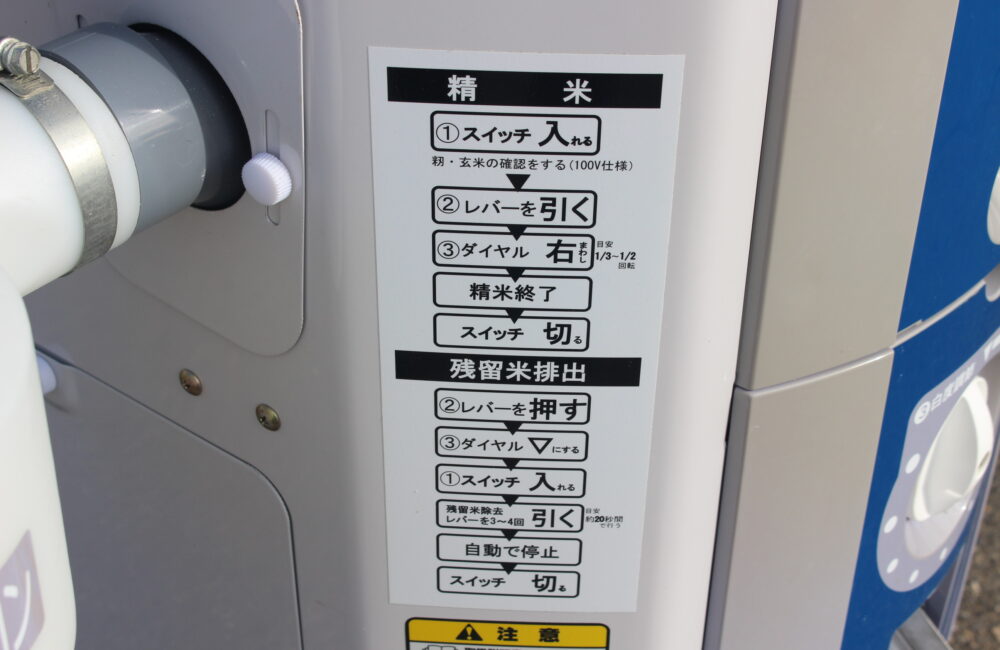 精 米
①スイッチ 入れる
籾・玄米の確認をする(100V仕様)
②レバーを引く
③ダイヤル 右まわし 目安 1/3~1/2 回転
精米終了
スイッチ 切る
残留米排出
②レバーを押す
③ダイヤル▽にする
①スイッチ 入れる
残留米除去
レバーを3~4回 引く 目安 約20秒間で行う
自動で停止
スイッチ 切る
注意
③白度調節